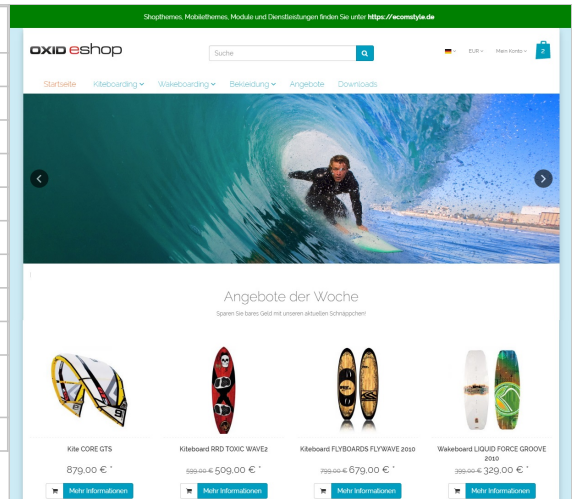 Shopthemes, Mobilethemes, Module und Dienstleistungen finden Sie unter https://ecomstyle.de
OXID eshop
Suche
EUR
Mein Konto
2
Startseite Kiteboarding Wakeboarding Bekleidung Angebote Downloads
Angebote der Woche
Sparen Sie bares Geld mit unseren aktuellen Schnäppchen!
Kite CORE GTS
879,00 € *
Mehr Informationen
Kiteboard RRD TOXIC WAVE2
599,00 € 509,00 € *
Mehr Informationen
Kiteboard FLYBOARDS FLYWAVE 2010
799,00 € 679,00 € *
Mehr Informationen
Wakeboard LIQUID FORCE GROOVE
2010
399,00 € 329,00 € *
Mehr Informationen